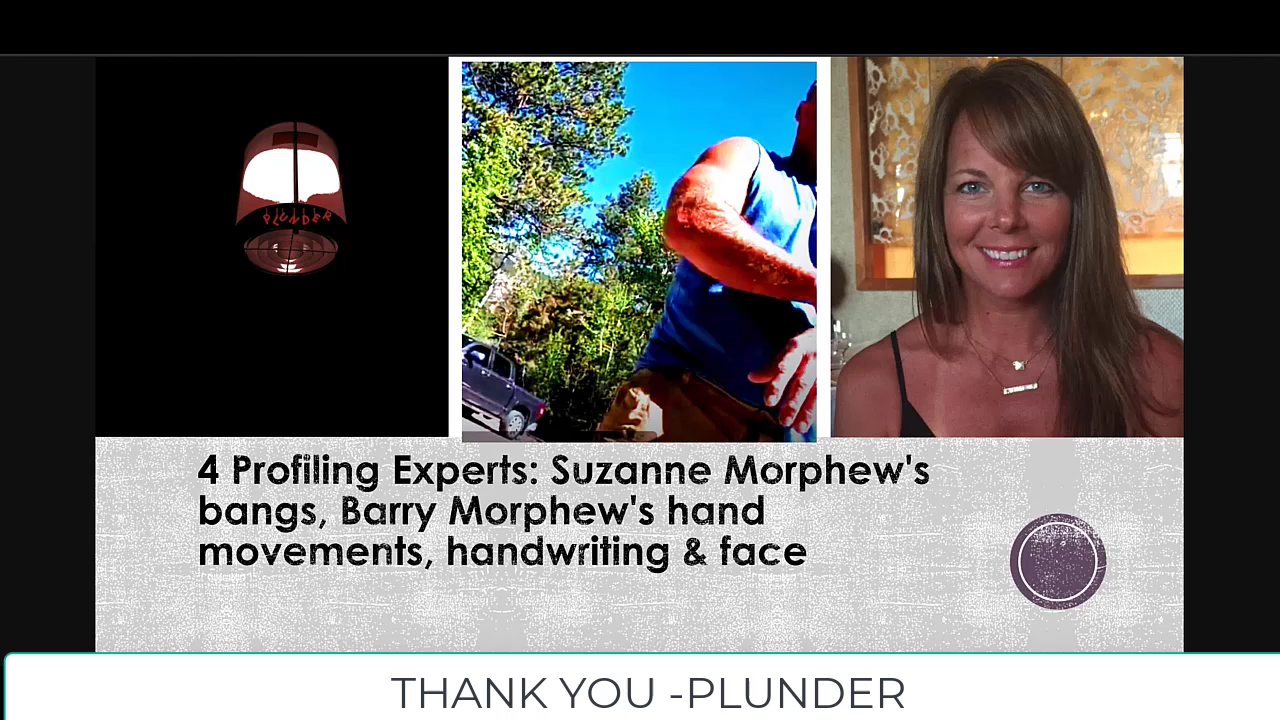 PLUNDER
4 Profiling Experts: Suzanne Morphew's
bangs, Barry Morphew's hand
movements, handwriting & face
THANK YOU -PLUNDER